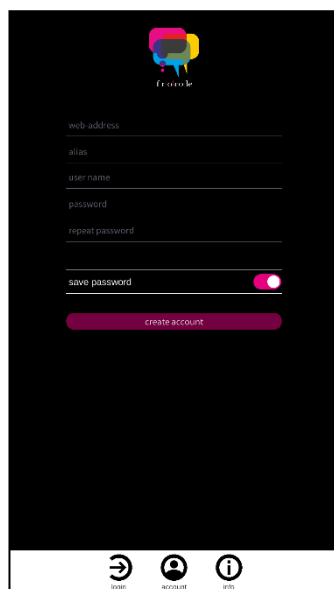 web-address
alias
user name
password
repeat password
save password
create account
login
account
info